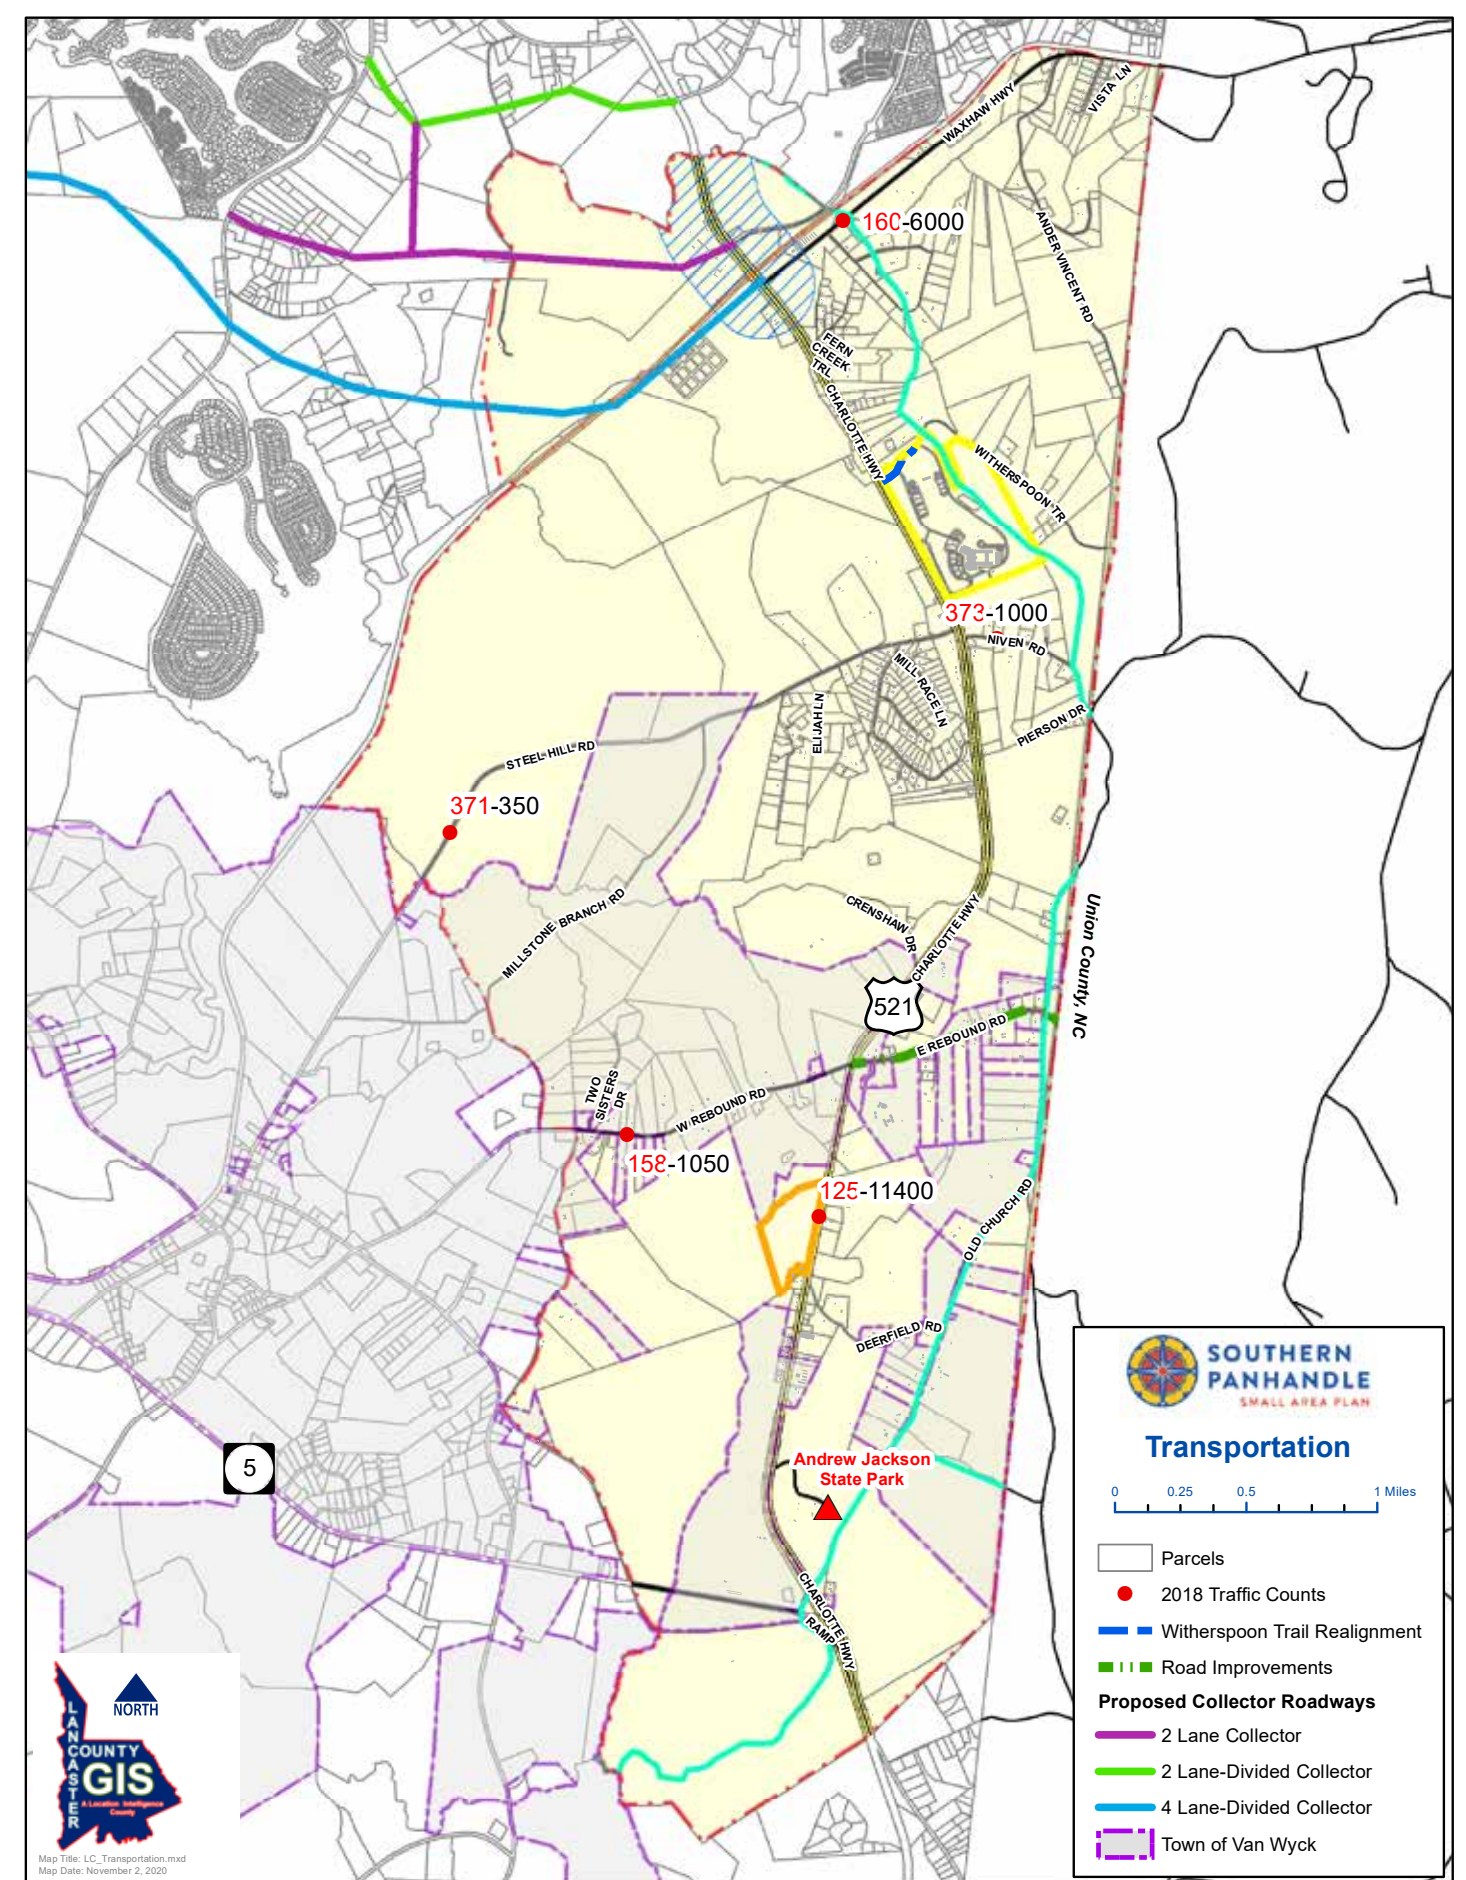 WAXHAW HWY
VISTA LN
160-6000
ANDER VINCENT RD
FERN
CREEK
TRL
CHARLOTTE HWY
WITHERSPOON TR
373-1000
NIVEN RD
MILL RACE LN
ELIJAH LN
PIERSON DR
STEEL HILL RD
371-350
MILLSTONE BRANCH RD
CRENSHAW DR
CHARLOTTE HWY
Union County, NC
521
E REBOUND RD
TWO
SISTERS
DR
W REBOUND RD
158-1050
125-11400
OLD CHURCH RD
DEERFIELD RD
5
Andrew Jackson
State Park
CHARLOTTE HWY
RAMP
SOUTHERN
PANHANDLE
SMALL AREA PLAN
Transportation
0 0.25 0.5 1 Miles
Parcels
2018 Traffic Counts
Witherspoon Trail Realignment
Road Improvements
Proposed Collector Roadways
2 Lane Collector
2 Lane-Divided Collector
4 Lane-Divided Collector
Town of Van Wyck
NORTH
LANCASTER
COUNTY
GIS
A Location Intelligence
County
Map Title: LC_Transportation.mxd
Map Date: November 2, 2020